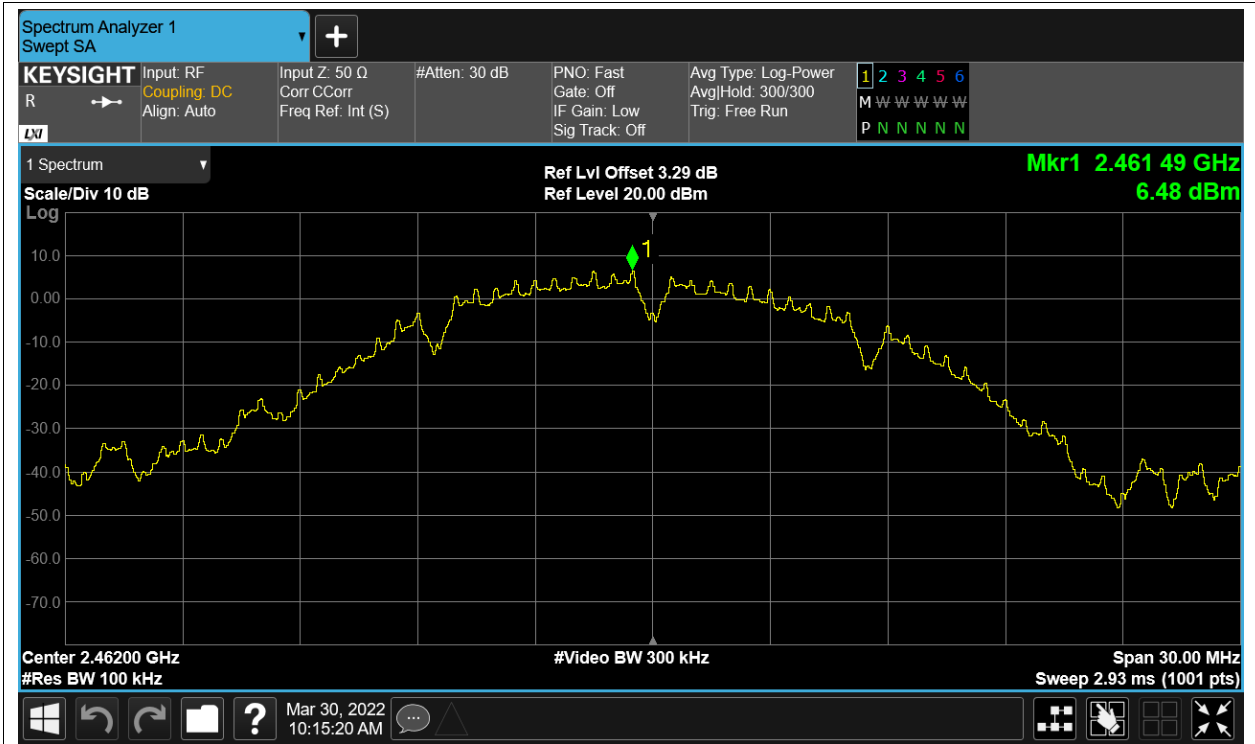 Spectrum Analyzer 1
Swept SA
KEYSIGHT
R
LXI
Input: RF
Coupling: DC
Align: Auto
Input Z: 50 Ω
Corr CCorr
Freq Ref: Int (S)
#Atten: 30 dB
PNO: Fast
Gate: Off
IF Gain: Low
Sig Track: Off
Avg Type: Log-Power
Avg|Hold: 300/300
Trig: Free Run
1 2 3 4 5 6
M W W W W W
P N N N N N
1 Spectrum
Scale/Div 10 dB
Ref Lvl Offset 3.29 dB
Ref Level 20.00 dBm
Mkr1 2.461 49 GHz
6.48 dBm
Log
1
10.0
0.00
-10.0
-20.0
-30.0
-40.0
-50.0
-60.0
-70.0
Center 2.46200 GHz
#Video BW 300 kHz
Span 30.00 MHz
#Res BW 100 kHz
Sweep 2.93 ms (1001 pts)
?
Mar 30, 2022
10:15:20 AM